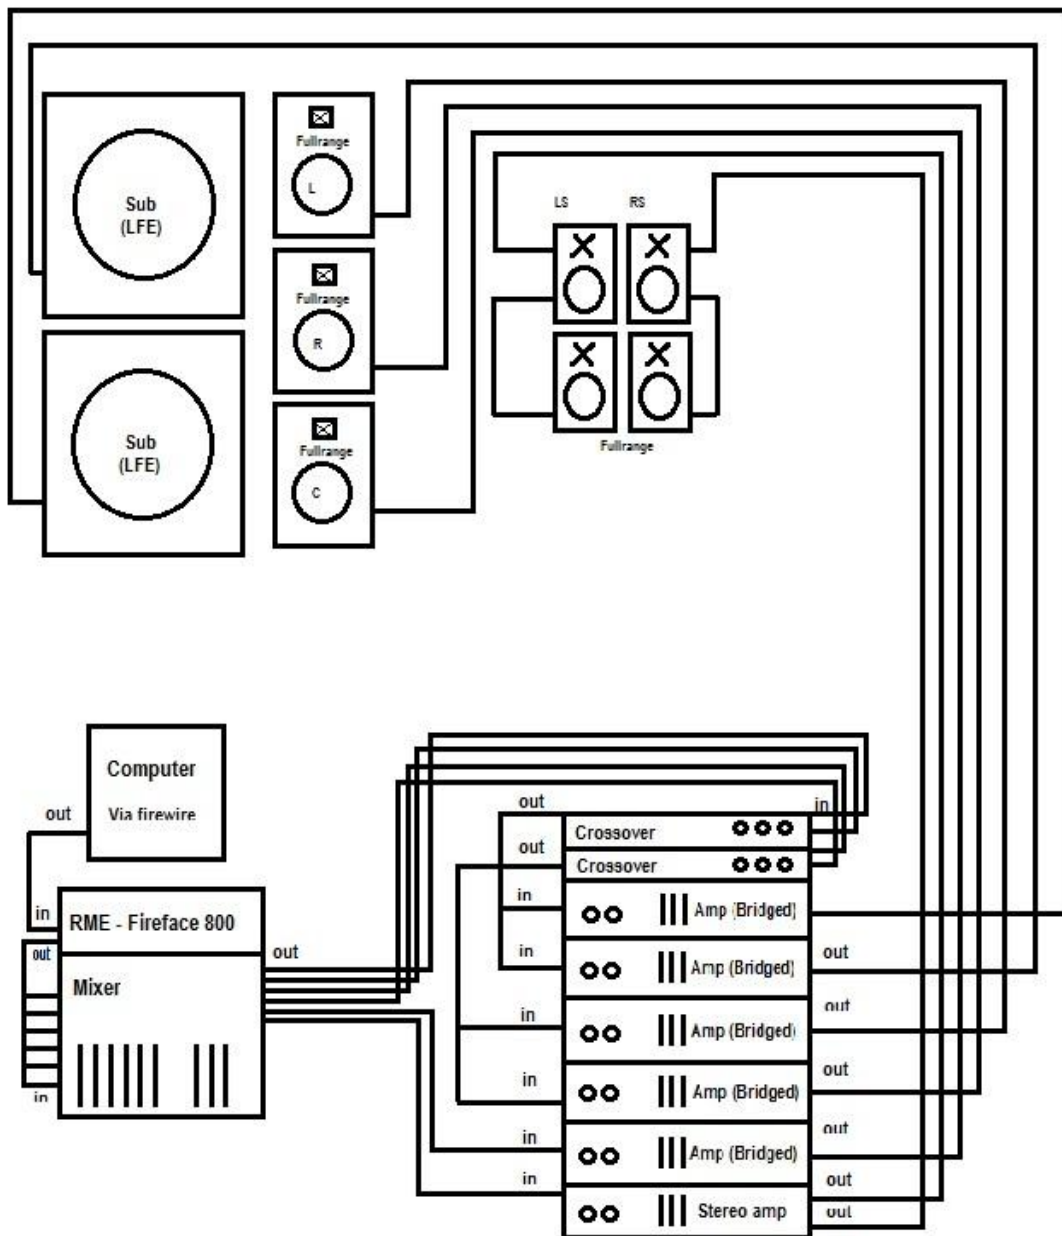 Sub
(LFE)
Fullrange
L
Fullrange
R
Sub
(LFE)
Fullrange
C
LS
RS
Fullrange
Computer
Via firewire
out
in
RME - Fireface 800
out
out
Mixer
in
out
in
Crossover
out
Crossover
in
Amp (Bridged)
in
Amp (Bridged)
out
in
Amp (Bridged)
out
in
Amp (Bridged)
out
in
Amp (Bridged)
out
in
Stereo amp
out
out